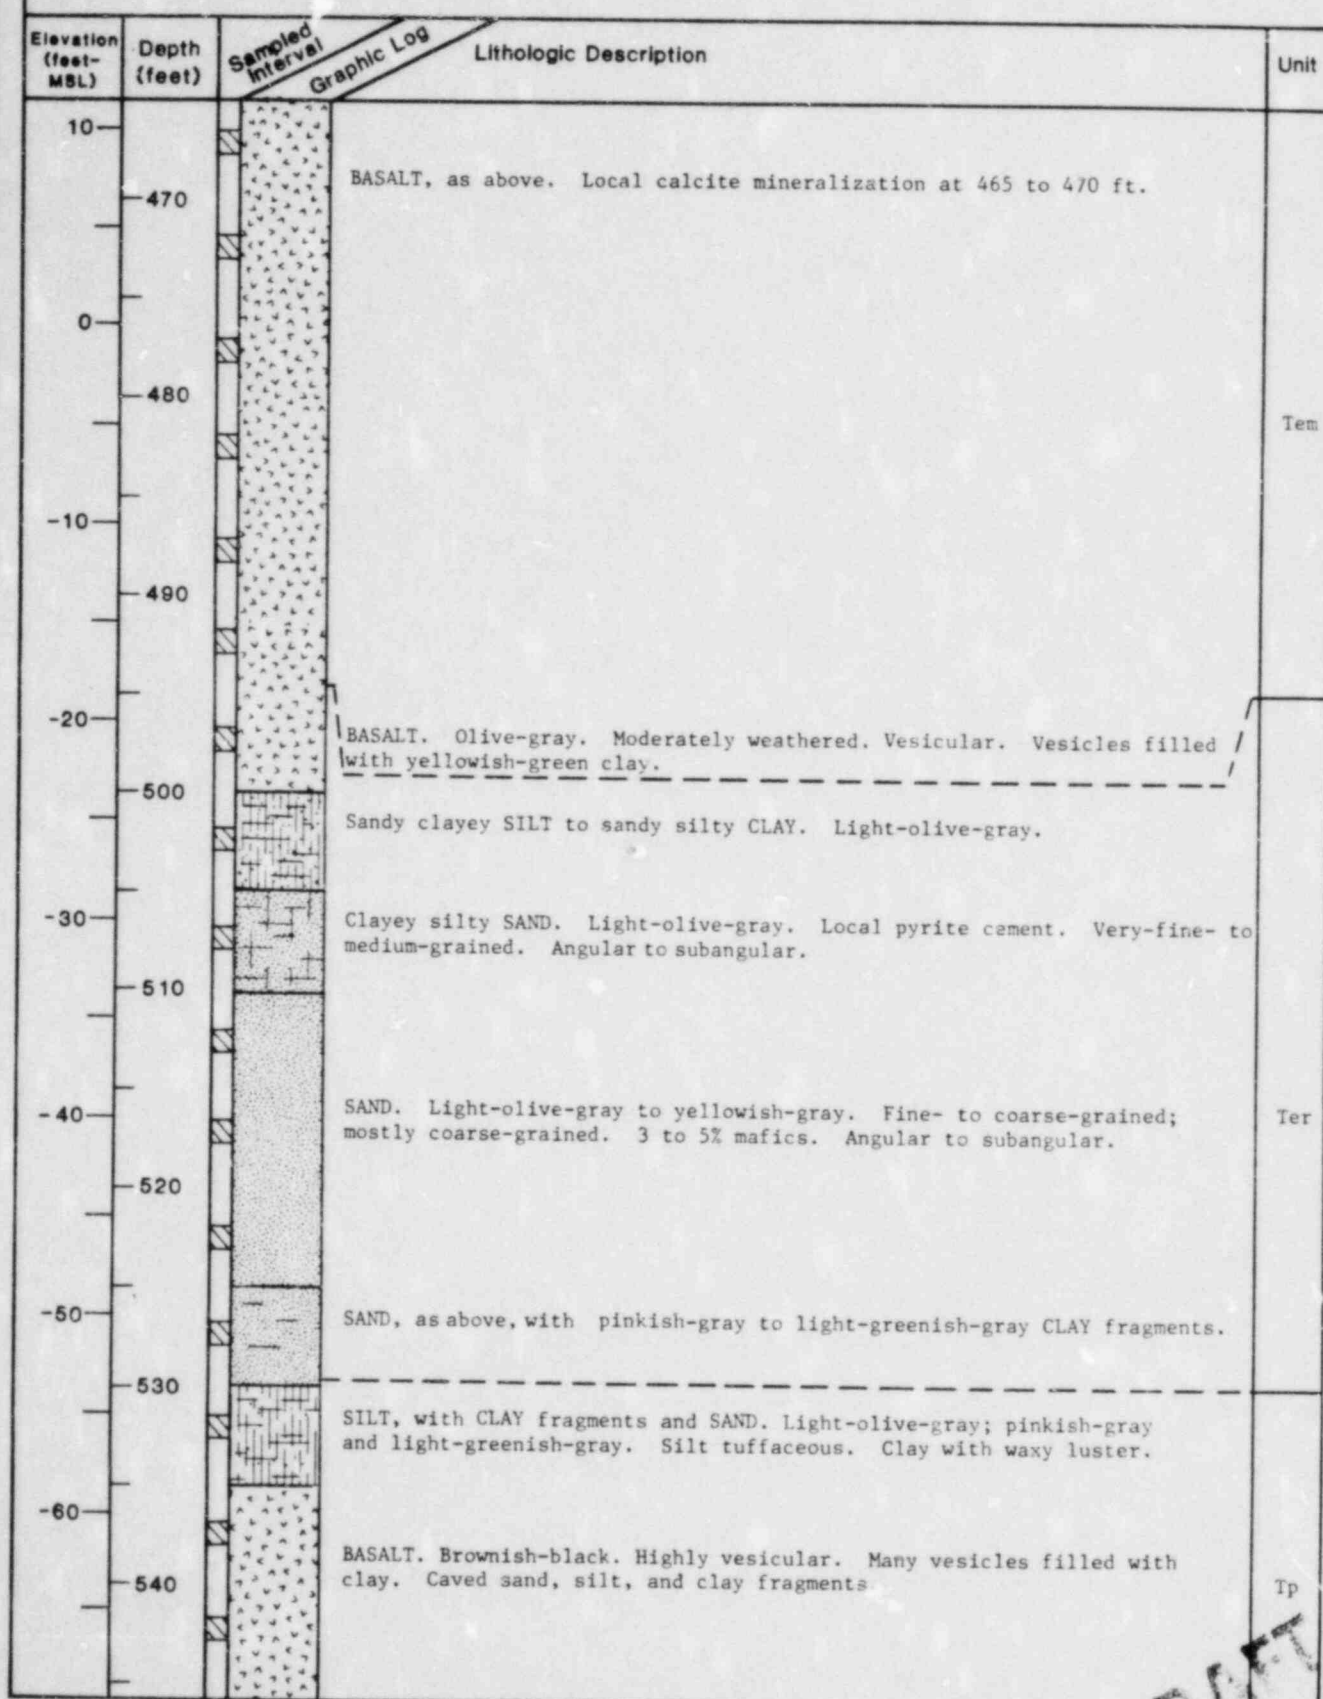 Elevation
(feet-
MSL)
Depth
(feet)
Sampled
Interval
Graphic Log
Lithologic Description
Unit
10
470
BASALT, as above. Local calcite mineralization at 465 to 470 ft.
0
480
Tem
-10
490
-20
BASALT. Olive-gray. Moderately weathered. Vesicular. Vesicles filled
with yellowish-green clay.
500
Sandy clayey SILT to sandy silty CLAY. Light-olive-gray.
-30
Clayey silty SAND. Light-olive-gray. Local pyrite cement. Very-fine- to
medium-grained. Angular to subangular.
510
-40
SAND. Light-olive-gray to yellowish-gray. Fine- to coarse-grained;
mostly coarse-grained. 3 to 5% mafics. Angular to subangular.
Ter
520
-50
SAND, as above, with pinkish-gray to light-greenish-gray CLAY fragments.
530
SILT, with CLAY fragments and SAND. Light-olive-gray; pinkish-gray
and light-greenish-gray. Silt tuffaceous. Clay with waxy luster.
-60
BASALT. Brownish-black. Highly vesicular. Many vesicles filled with
clay. Caved sand, silt, and clay fragments
540
Tp